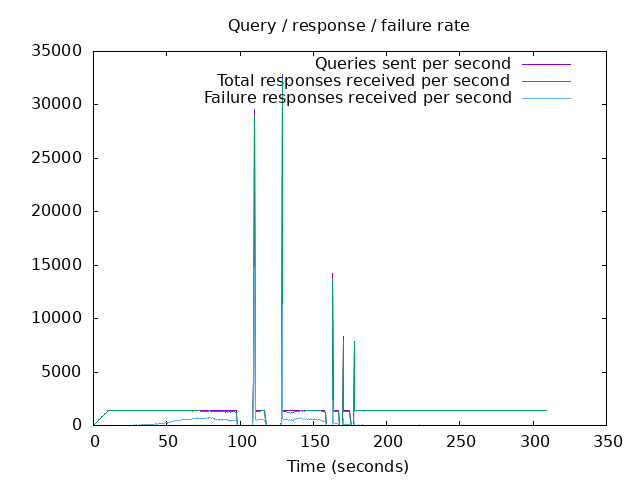 Query / response / failure rate
35000
30000
25000
20000
15000
10000
5000
0
Queries sent per second
Total responses received per second
Failure responses received per second
0 50 100 150 200 250 300 350
Time (seconds)